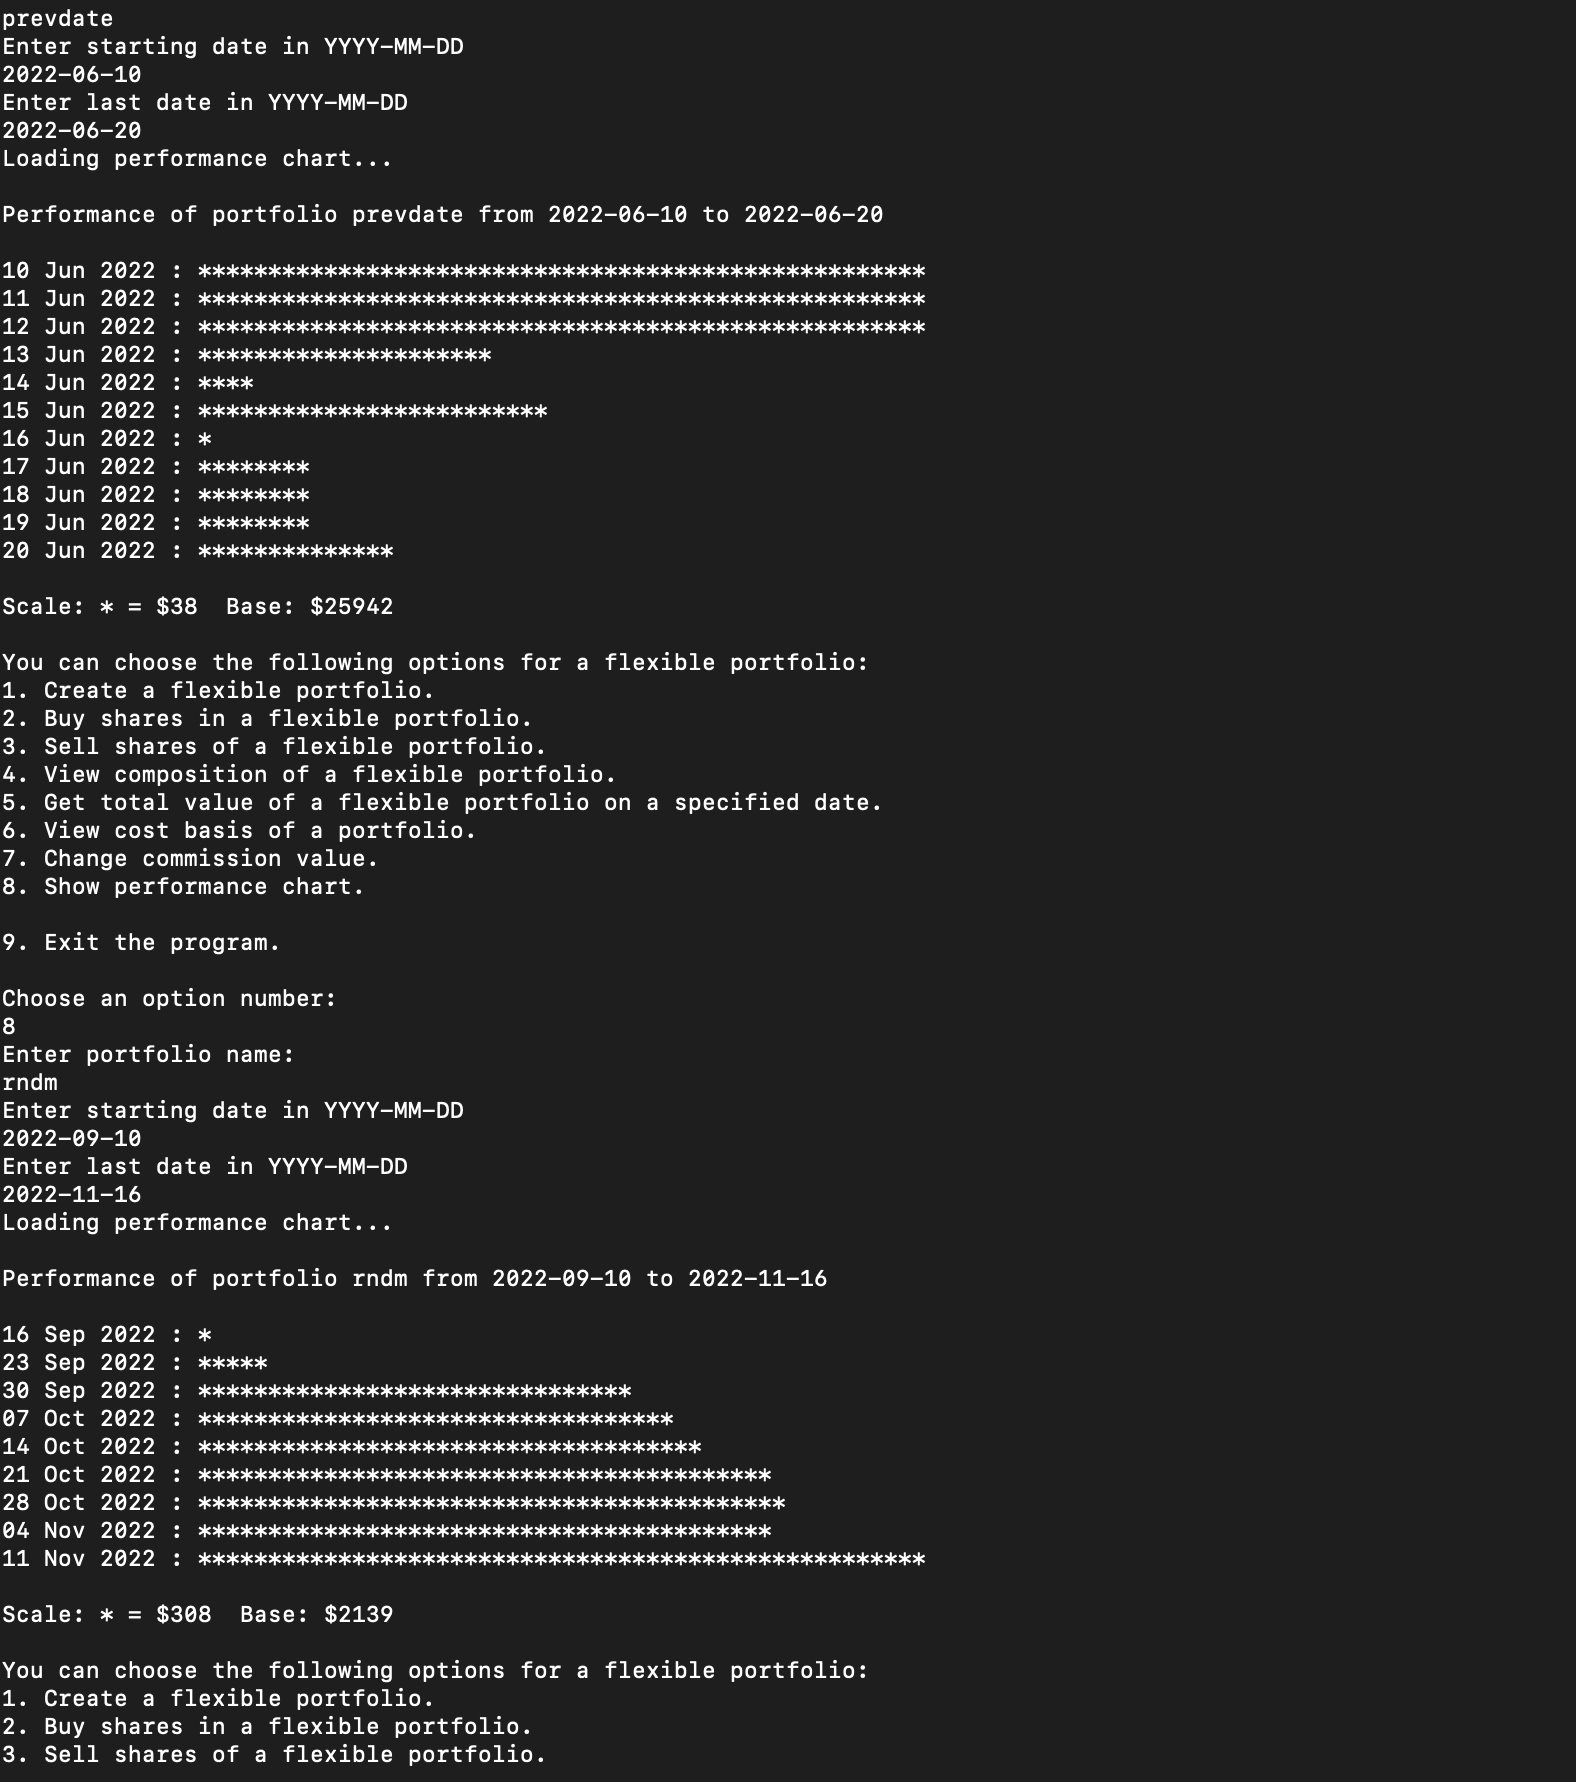 prevdate
Enter starting date in YYYY-MM-DD
2022-06-10
Enter last date in YYYY-MM-DD
2022-06-20
Loading performance chart...
Performance of portfolio prevdate from 2022-06-10 to 2022-06-20
10 Jun 2022 : ****************************************************
11 Jun 2022 : ****************************************************
12 Jun 2022 : ****************************************************
13 Jun 2022 : *********************
14 Jun 2022 : ****
15 Jun 2022 : *************************
16 Jun 2022 : *
17 Jun 2022 : ********
18 Jun 2022 : ********
19 Jun 2022 : ********
20 Jun 2022 : **************
Scale: * = $38  Base: $25942
You can choose the following options for a flexible portfolio:
1. Create a flexible portfolio.
2. Buy shares in a flexible portfolio.
3. Sell shares of a flexible portfolio.
4. View composition of a flexible portfolio.
5. Get total value of a flexible portfolio on a specified date.
6. View cost basis of a portfolio.
7. Change commission value.
8. Show performance chart.
9. Exit the program.
Choose an option number:
8
Enter portfolio name:
rndm
Enter starting date in YYYY-MM-DD
2022-09-10
Enter last date in YYYY-MM-DD
2022-11-16
Loading performance chart...
Performance of portfolio rndm from 2022-09-10 to 2022-11-16
16 Sep 2022 : *
23 Sep 2022 : *****
30 Sep 2022 : *******************************
07 Oct 2022 : **********************************
14 Oct 2022 : ************************************
21 Oct 2022 : *****************************************
28 Oct 2022 : ******************************************
04 Nov 2022 : *****************************************
11 Nov 2022 : ****************************************************
Scale: * = $308  Base: $2139
You can choose the following options for a flexible portfolio:
1. Create a flexible portfolio.
2. Buy shares in a flexible portfolio.
3. Sell shares of a flexible portfolio.